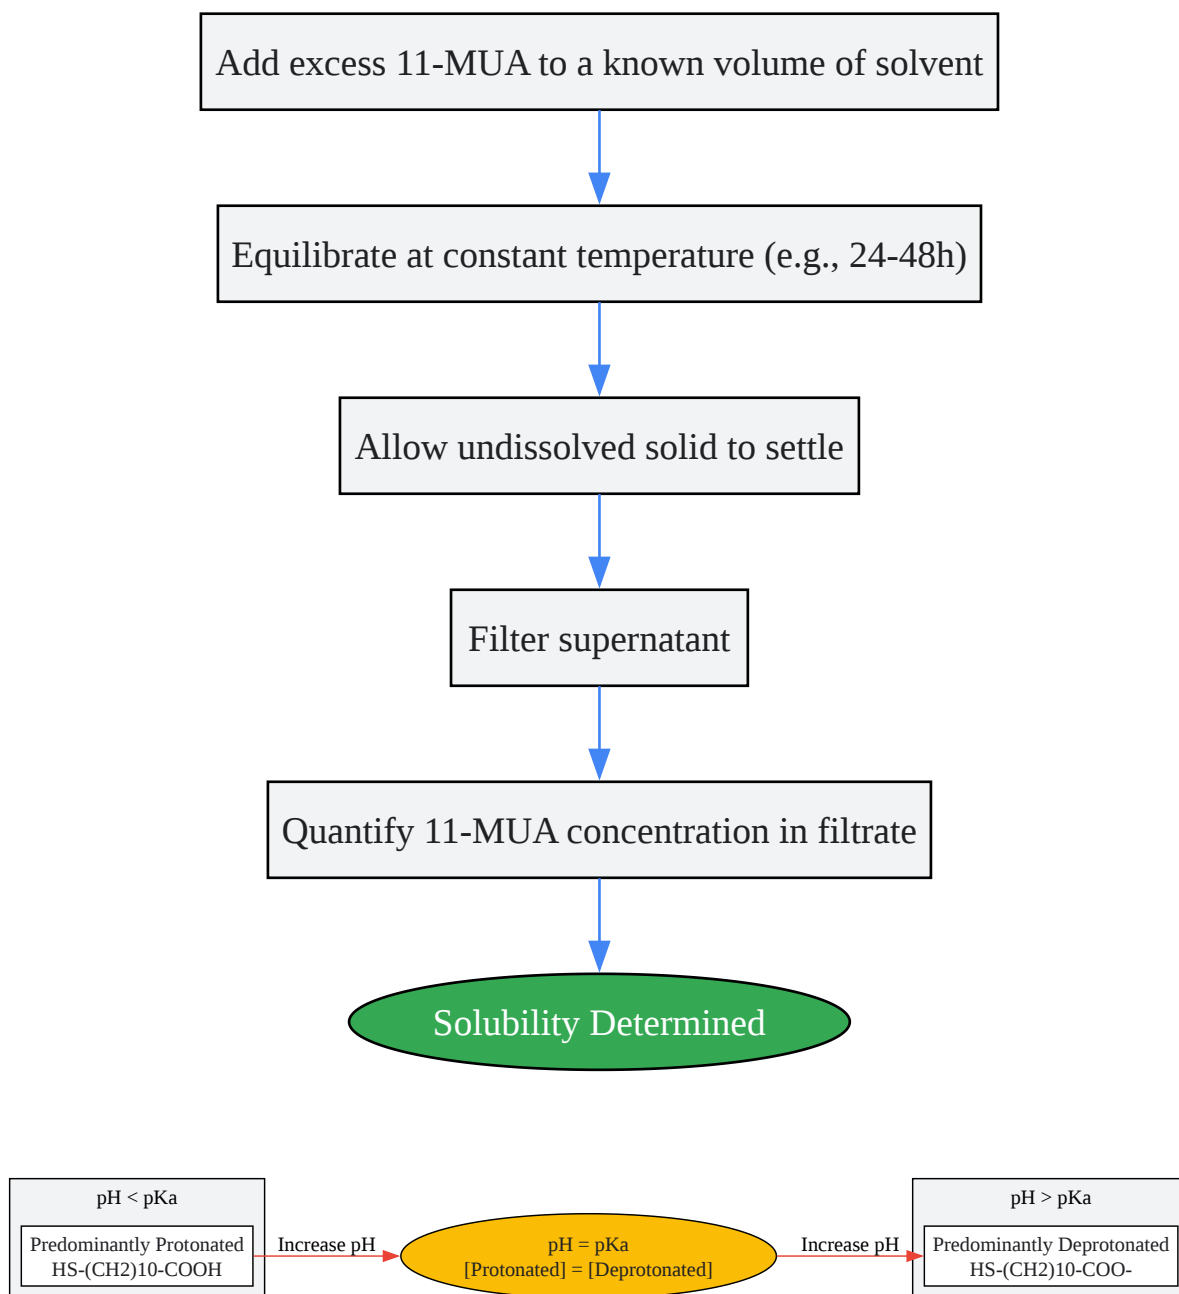 Add excess 11-MUA to a known volume of solvent
Equilibrate at constant temperature (e.g., 24-48h)
Allow undissolved solid to settle
Filter supernatant
Quantify 11-MUA concentration in filtrate
Solubility Determined
pH < pKa
Predominantly Protonated
HS-(CH2)10-COOH
Increase pH
pH = pKa
[Protonated] = [Deprotonated]
Increase pH
pH > pKa
Predominantly Deprotonated
HS-(CH2)10-COO-